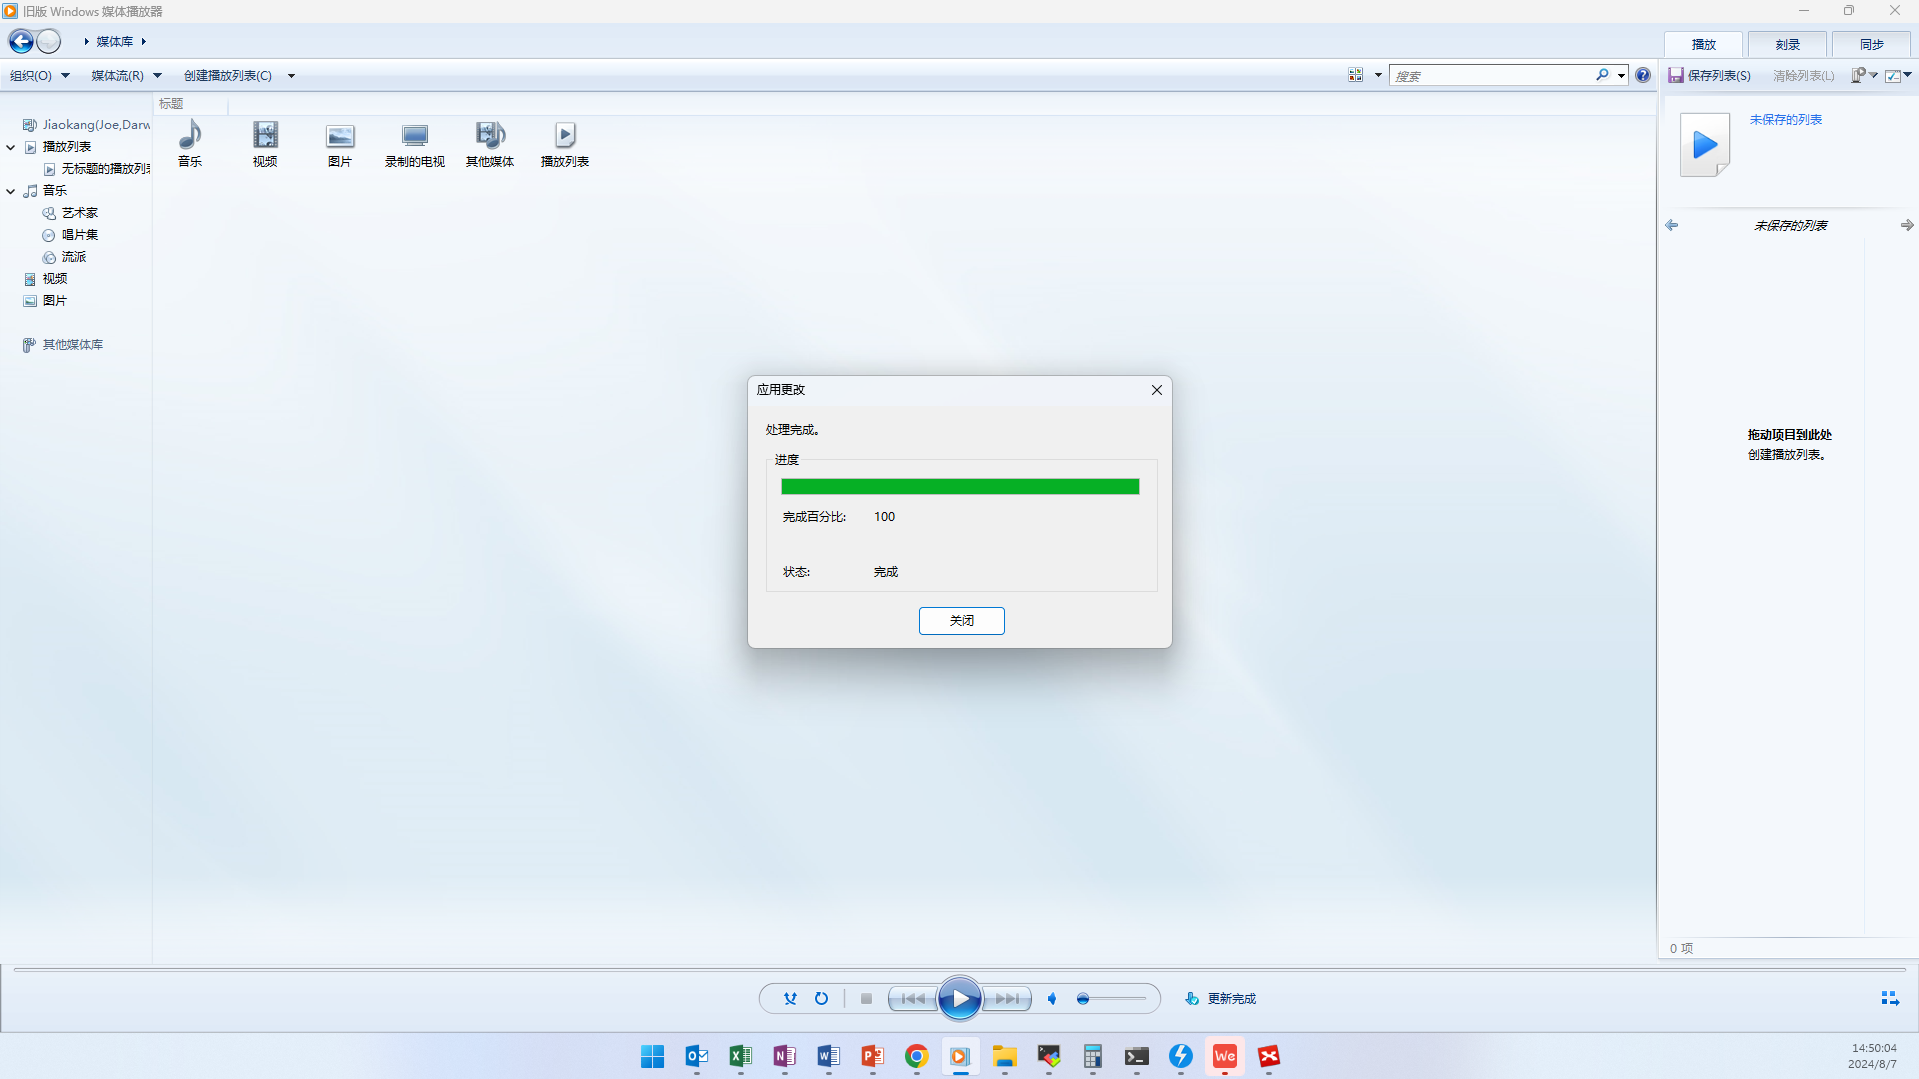 旧版 Windows 媒体播放器
媒体库
播放
刻录
同步
组织(O)
媒体流(R)
创建播放列表(C)
搜索
保存列表(S)
清除列表(L)
标题
Jiaokang(Joe,Darw
播放列表
无标题的播放列表
音乐
艺术家
唱片集
流派
视频
图片
其他媒体库
音乐
视频
图片
录制的电视
其他媒体
播放列表
未保存的列表
未保存的列表
拖动项目到此处
创建播放列表。
0 项
应用更改
处理完成。
进度
完成百分比: 100
状态: 完成
关闭
更新完成
14:50:04
2024/8/7